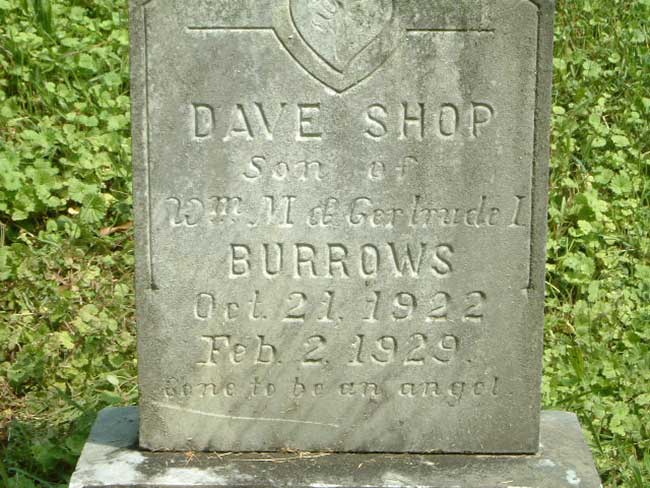 DAVE SHOP
Son of
Wm. M & Gertrude I
BURROWS
Oct. 21, 1922
Feb. 2, 1929.
Gone to be an angel.